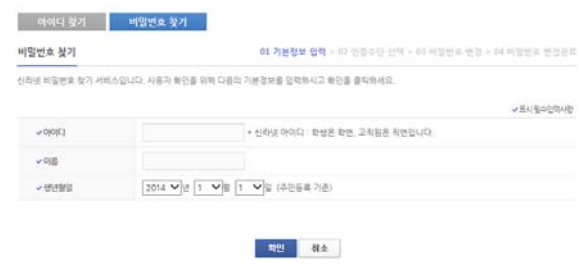 아이디 찾기 비밀번호 찾기
비밀번호 찾기 01 기본정보 입력 > 02 인증수단 선택 > 03 비밀번호 변경 > 04 비밀번호 변경완료
신라넷 비밀번호 찾기 서비스입니다. 사용자 확인을 위해 다음의 기본정보를 입력하시고 확인을 클릭하세요.
✔표시 필수입력사항
✔아이디 * 신라넷 아이디 : 학생은 학번, 교직원은 직번입니다.
✔이름
✔생년월일 2014 년 1 월 1 일 (주민등록 기준)
확인 취소